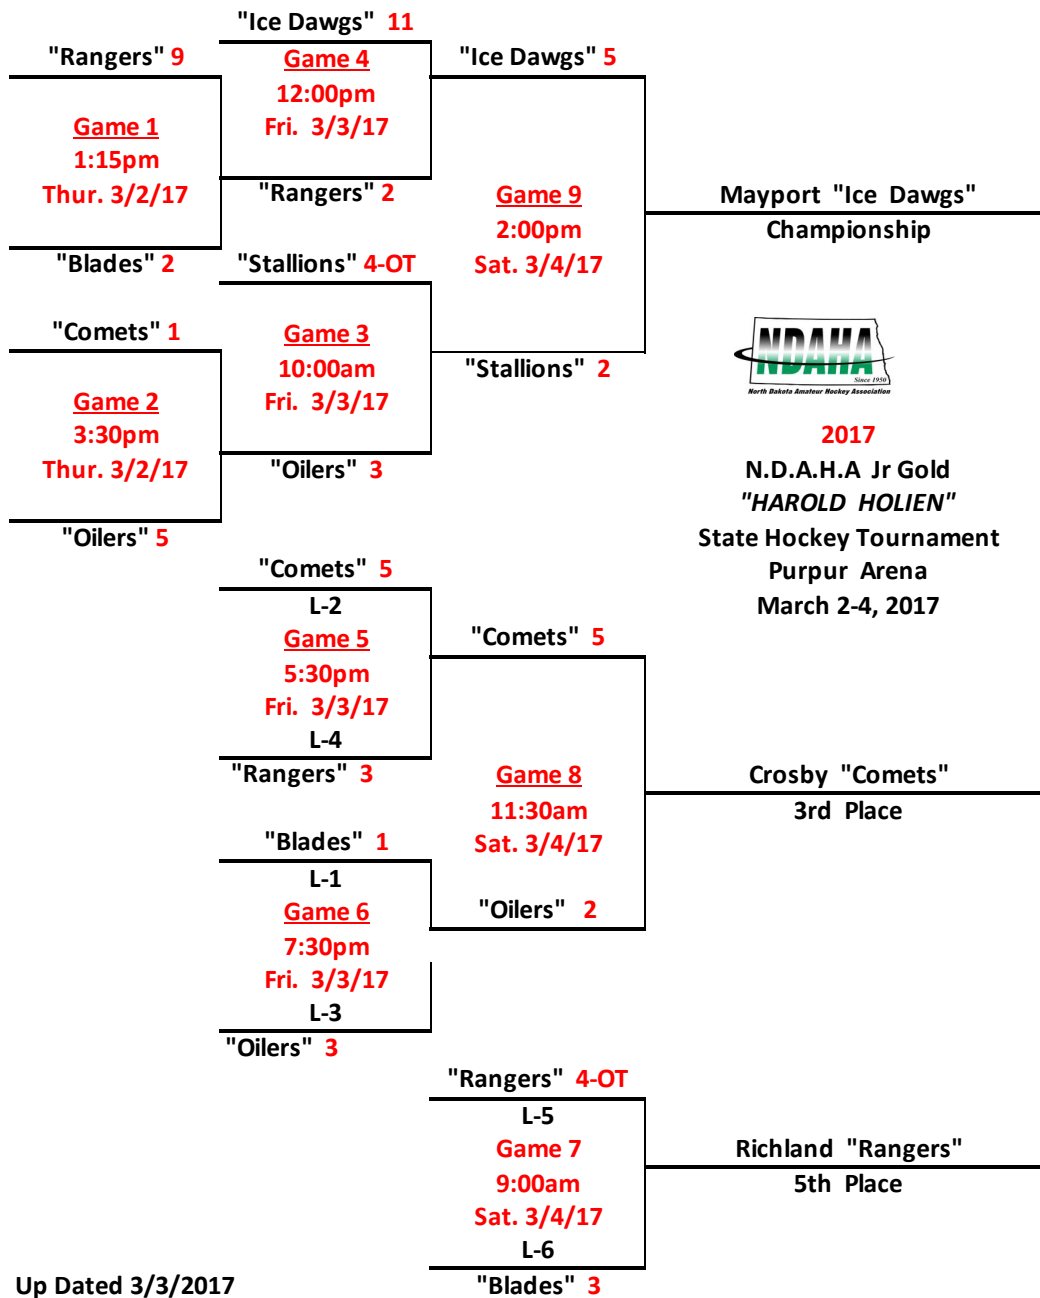 "Ice Dawgs" 11
"Rangers" 9
Game 4
"Ice Dawgs" 5
12:00pm
Game 1
Fri. 3/3/17
1:15pm
Thur. 3/2/17
"Rangers" 2
Game 9
Mayport "Ice Dawgs"
2:00pm
Championship
"Blades" 2
"Stallions" 4-OT
Sat. 3/4/17
"Comets" 1
Game 3
10:00am
"Stallions" 2
NDAHA
Since 1950
North Dakota Amateur Hockey Association
Game 2
Fri. 3/3/17
3:30pm
2017
Thur. 3/2/17
"Oilers" 3
N.D.A.H.A Jr Gold
"HAROLD HOLIEN"
"Oilers" 5
State Hockey Tournament
"Comets" 5
Purpur Arena
L-2
March 2-4, 2017
Game 5
"Comets" 5
5:30pm
Fri. 3/3/17
L-4
"Rangers" 3
Game 8
Crosby "Comets"
11:30am
3rd Place
"Blades" 1
Sat. 3/4/17
L-1
Game 6
"Oilers" 2
7:30pm
Fri. 3/3/17
L-3
"Oilers" 3
"Rangers" 4-OT
L-5
Game 7
Richland "Rangers"
9:00am
5th Place
Sat. 3/4/17
L-6
Up Dated 3/3/2017
"Blades" 3